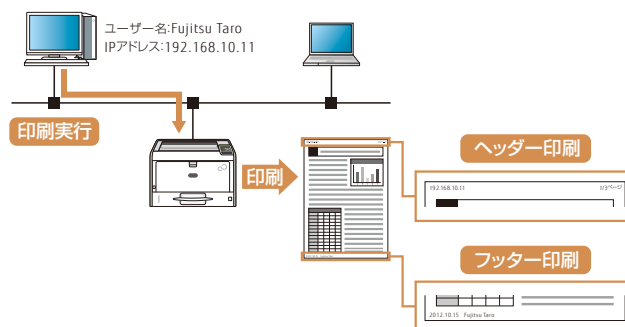 ユーザー名:Fujitsu Taro
IPアドレス:192.168.10.11
印刷実行
印刷
ヘッダー印刷
192.168.10.11 1/3ページ
フッター印刷
2012.10.15 Fujitsu Taro